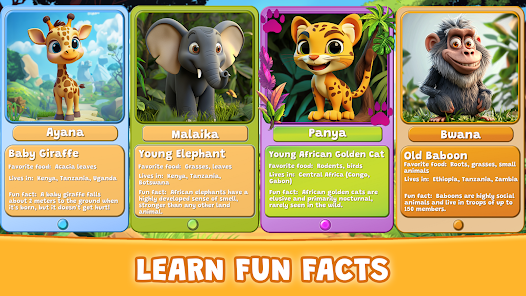 Ayana
Baby Giraffe
Favorite food: Acacia leaves
Lives in: Kenya, Tanzania, Uganda
Fun fact: A baby giraffe falls
about 2 meters to the ground when
it's born, but it doesn't get hurt!
Malaika
Young Elephant
Favorite food: Grasses, leaves
Lives in: Kenya, Tanzania,
Botswana
Fun fact: African elephants have a
highly developed sense of smell,
stronger than any other land
animal.
Panya
Young African Golden Cat
Favorite food: Rodents, birds
Lives in: Central Africa (Congo,
Gabon)
Fun fact: African golden cats are
elusive and primarily nocturnal,
rarely seen in the wild.
Bwana
Old Baboon
Favorite food: Roots, grasses, small
animals
Lives in: Ethiopia, Tanzania, Zambia
Fun fact: Baboons are highly social
animals and live in troops of up to
150 members.
LEARN FUN FACTS